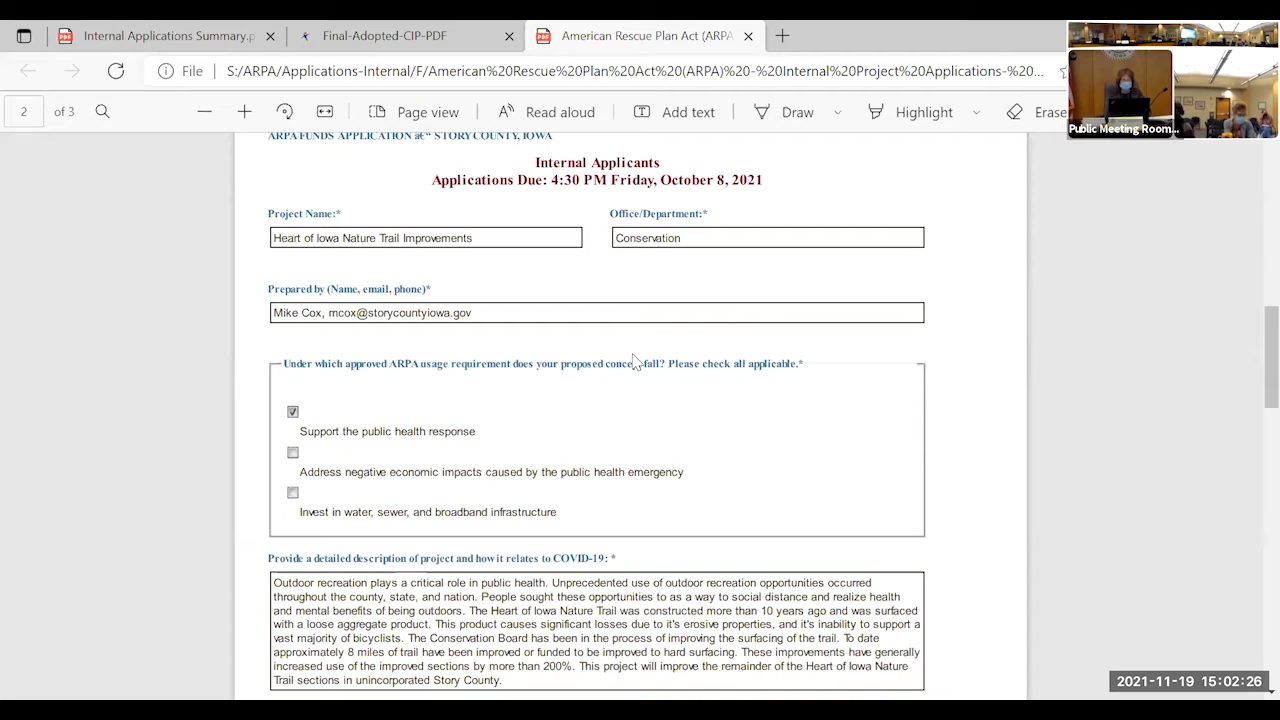 Internal Applications Summary.p
Final-Adopted-CIP-PDF
American Rescue Plan Act (ARPA
File
S:/ARPA/Applications-Internal/F/American%20Rescue%20Plan%20Act%20(ARPA)%20-%20Internal%20Project%20Applications-%20...
2
of 3
Page view
Read aloud
Add text
Draw
Highlight
Erase
Public Meeting Room...
ARPA FUNDS APPLICATION â€“ STORY COUNTY, IOWA
Internal Applicants
Applications Due: 4:30 PM Friday, October 8, 2021
Project Name:*
Office/Department:*
Heart of Iowa Nature Trail Improvements
Conservation
Prepared by (Name, email, phone)*
Mike Cox, mcox@storycountyiowa.gov
Under which approved ARPA usage requirement does your proposed conce fall? Please check all applicable.*
Support the public health response
Address negative economic impacts caused by the public health emergency
Invest in water, sewer, and broadband infrastructure
Provide a detailed description of project and how it relates to COVID-19: *
Outdoor recreation plays a critical role in public health. Unprecedented use of outdoor recreation opportunities occurred
throughout the county, state, and nation. People sought these opportunities to as a way to social distance and realize health
and mental benefits of being outdoors. The Heart of Iowa Nature Trail was constructed more than 10 years ago and was surfaced
with a loose aggregate product. This product causes significant losses due to it's erosive properties, and it's inability to support a
vast majority of bicyclists. The Conservation Board has been in the process of improving the surfacing of the trail. To date
approximately 8 miles of trail have been improved or funded to be improved to hard surfacing. These improvements have generally
increased use of the improved sections by more than 200%. This project will improve the remainder of the Heart of Iowa Nature
Trail sections in unincorporated Story County.
2021-11-19 15:02:26